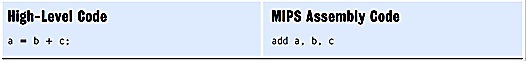 High-Level Code
a = b + c;
MIPS Assembly Code
add a, b, c